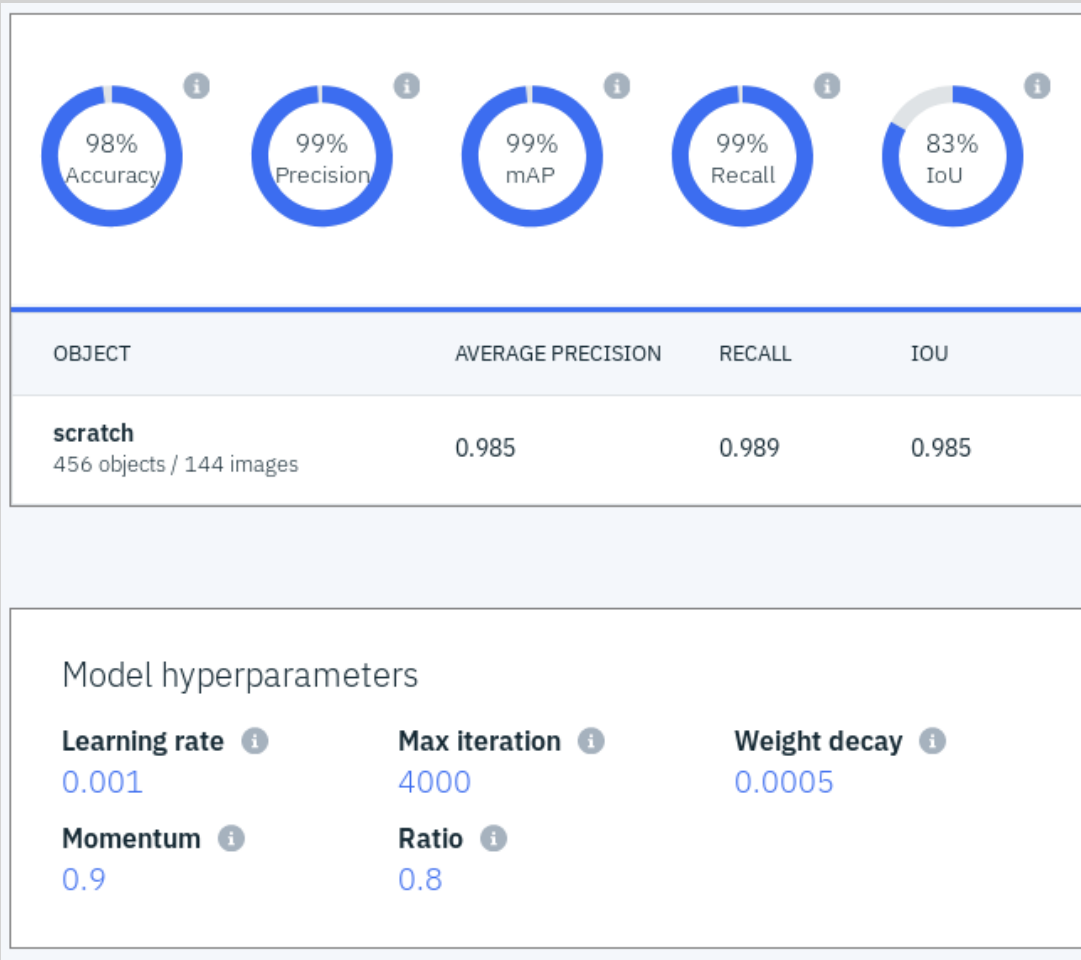 98% 99% 99% 99% 83%
Accuracy Precision mAP Recall IoU
OBJECT AVERAGE PRECISION RECALL IOU
scratch
456 objects / 144 images 0.985 0.989 0.985
Model hyperparameters
Learning rate Max iteration Weight decay
0.001 4000 0.0005
Momentum Ratio
0.9 0.8